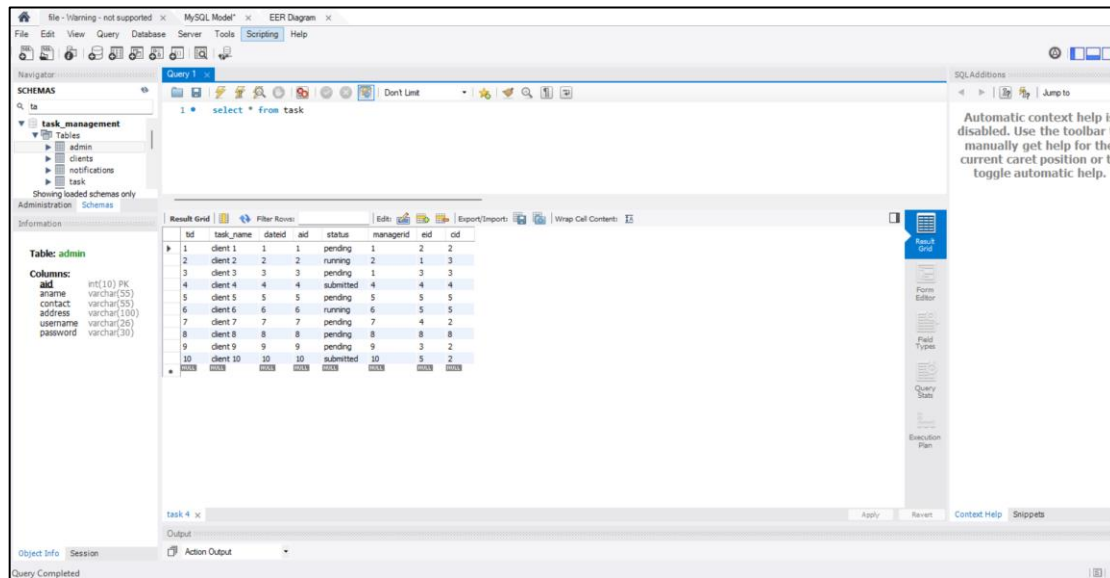 file - Warning - not supported × MySQL Model* × EER Diagram ×
File Edit View Query Database Server Tools Scripting Help
Navigator
SCHEMAS
ta
task_management
Tables
admin
clients
notifications
task
Showing loaded schemas only
Administration Schemas
Information
Table: admin
Columns:
aid int(10) PK
aname varchar(55)
contact varchar(55)
address varchar(100)
username varchar(26)
password varchar(30)
Object Info Session
Query 1 ×
Don't Limit
1 select * from task
Result Grid Filter Rows: Edit: Export/Import: Wrap Cell Content:
tid task_name dateid aid status managerid eid cid
1 client 1 1 1 pending 1 2 2
2 client 2 2 2 running 2 1 3
3 client 3 3 3 pending 1 3 3
4 client 4 4 4 submitted 4 4 4
5 client 5 5 5 pending 5 5 5
6 client 6 6 6 running 6 5 5
7 client 7 7 7 pending 7 4 2
8 client 8 8 8 pending 8 8 8
9 client 9 9 9 pending 9 3 2
10 client 10 10 10 submitted 10 5 2
NULL NULL NULL NULL NULL NULL NULL NULL
Result Grid
Form Editor
Field Types
Query Stats
Execution Plan
task 4 × Apply Revert
Output
Action Output
SQLAdditions
Jump to
Automatic context help is
disabled. Use the toolbar
manually get help for the
current caret position or
toggle automatic help.
Context Help Snippets
Query Completed